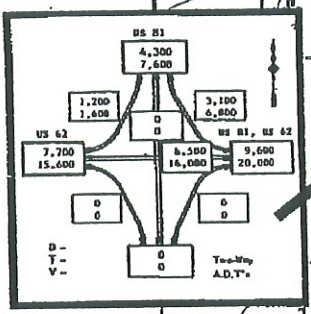 US 81
4,300
7,600
1,200
1,600
3,100
6,800
0
0
US 62
US 81, US 62
7,700
15,600
6,500
14,000
9,600
20,000
0
0
0
0
0
0
D -
T -
V -
Two-Way
A.D.T's